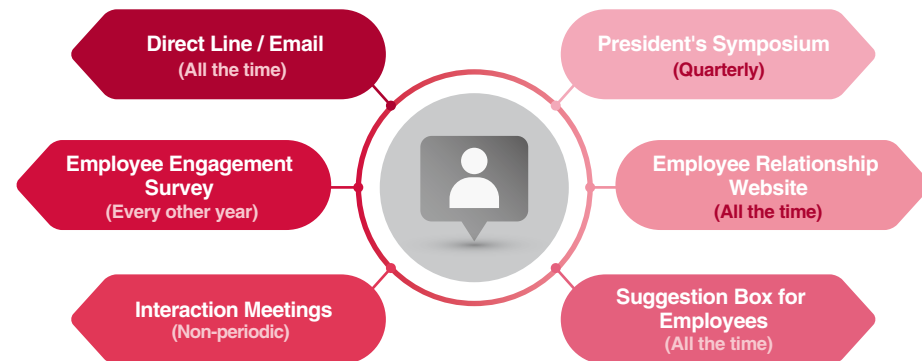 Direct Line / Email
(All the time)
President's Symposium
(Quarterly)
Employee Engagement
Survey
(Every other year)
Employee Relationship
Website
(All the time)
Interaction Meetings
(Non-periodic)
Suggestion Box for
Employees
(All the time)